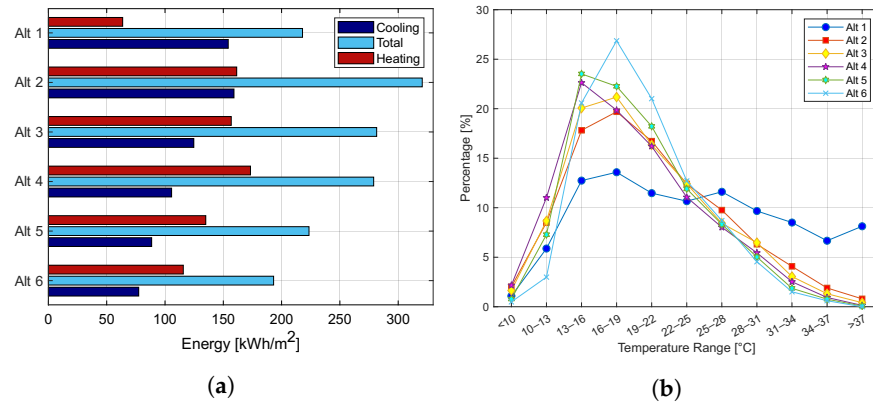 Alt 1
Alt 2
Alt 3
Alt 4
Alt 5
Alt 6
Cooling
Total
Heating
0 50 100 150 200 250 300
Energy [kWh/m²]
(a)
30
25
20
15
10
5
0
Percentage [%]
Alt 1
Alt 2
Alt 3
Alt 4
Alt 5
Alt 6
<10 10–13 13–16 16–19 19–22 22–25 25–28 28–31 31–34 34–37 >37
Temperature Range [°C]
(b)